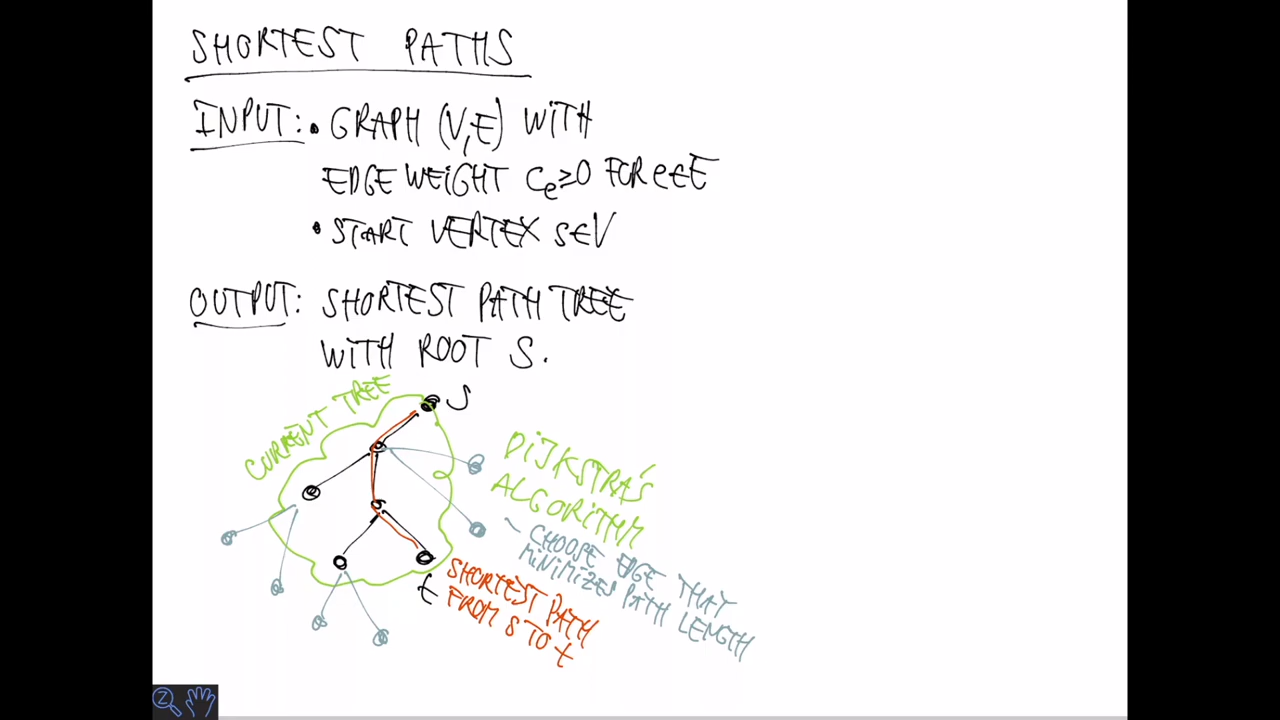 SHORTEST PATHS
INPUT: • GRAPH (V,E) WITH
EDGE WEIGHT Ce≥0 FOR e∈E
• START VERTEX S∈V
OUTPUT: SHORTEST PATH TREE
WITH ROOT S.
CURRENT TREE
S
DIJKSTRA'S
ALGORITHM
- CHOOSE EDGE THAT
MINIMIZES PATH LENGTH
t
SHORTEST PATH
FROM S TO t
Z